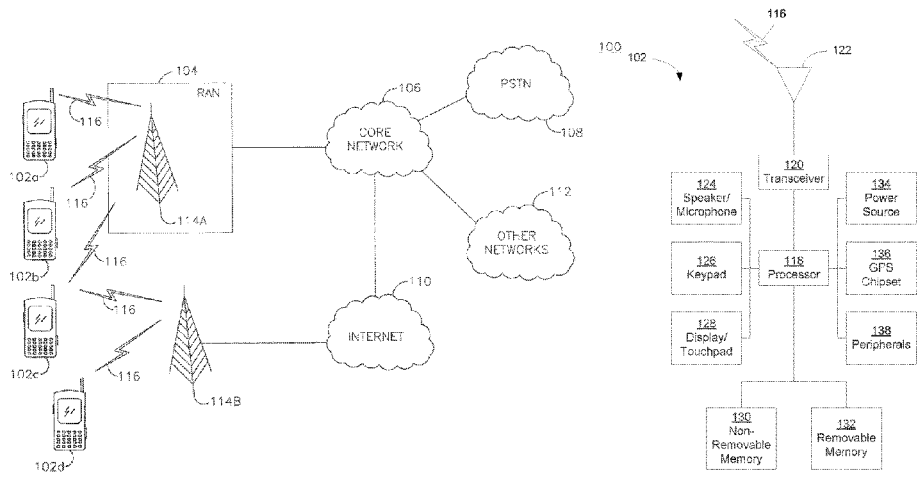 104
RAN
116
102a
116
114A
102b
116
102c
116
116
102d
114B
106
CORE
NETWORK
PSTN
108
112
OTHER
NETWORKS
110
INTERNET
100
102
116
122
120
Transceiver
124
Speaker/
Microphone
134
Power
Source
126
Keypad
118
Processor
136
GPS
Chipset
128
Display/
Touchpad
138
Peripherals
130
Non-
Removable
Memory
132
Removable
Memory